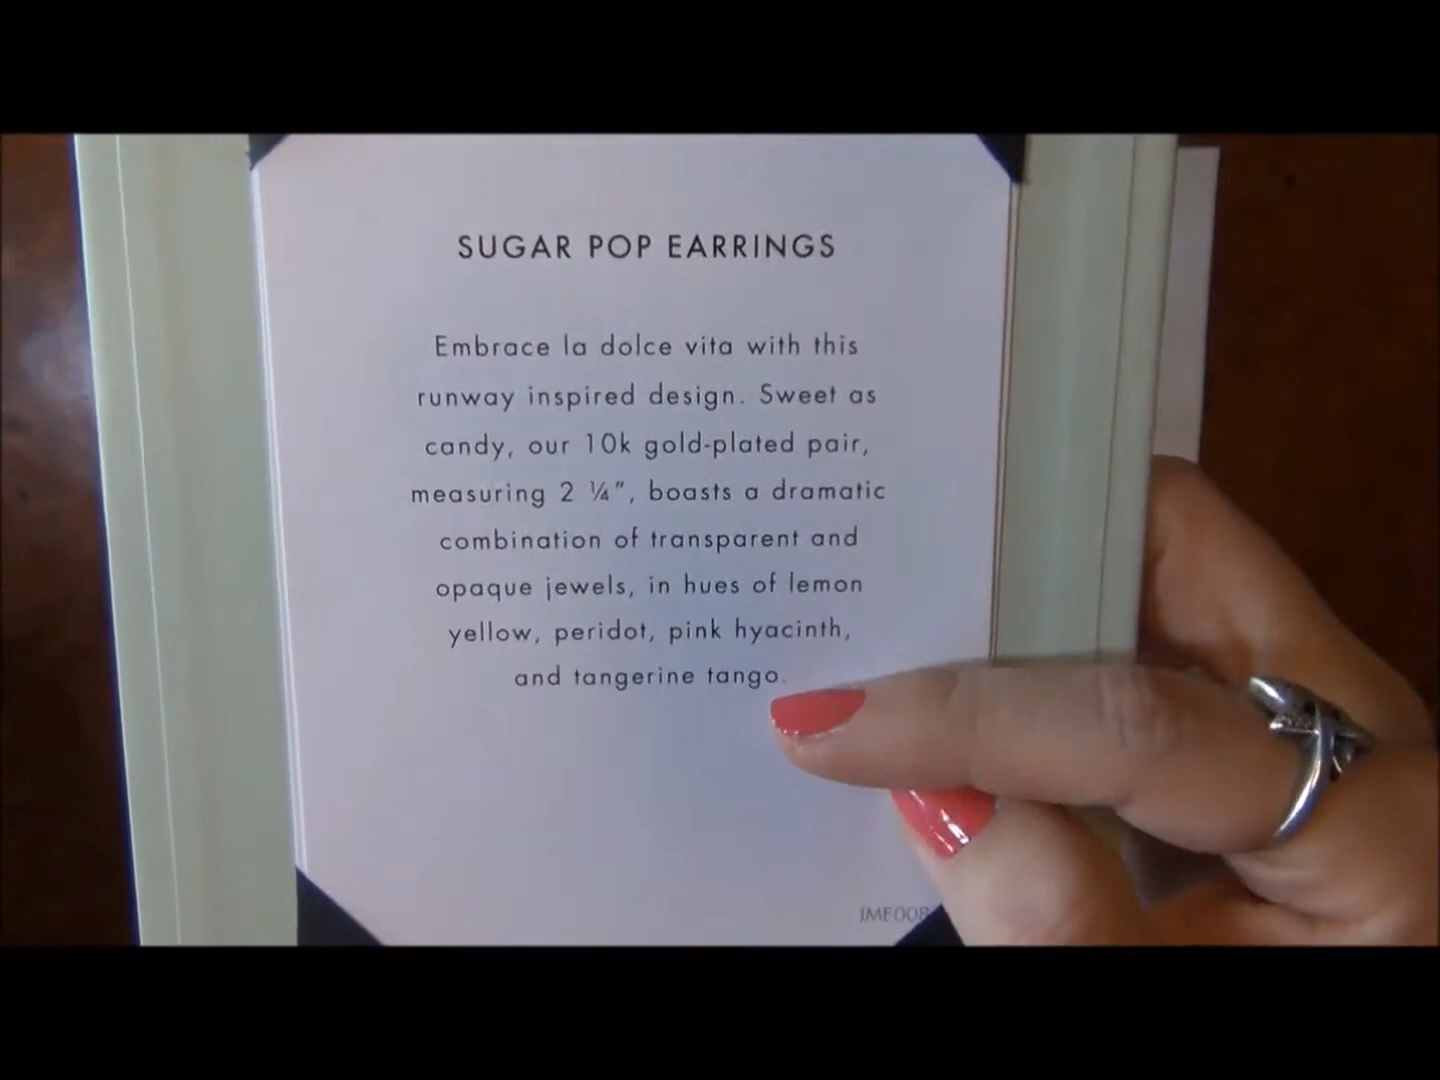 SUGAR POP EARRINGS
Embrace la dolce vita with this
runway inspired design. Sweet as
candy, our 10k gold-plated pair,
measuring 2 ¼", boasts a dramatic
combination of transparent and
opaque jewels, in hues of lemon
yellow, peridot, pink hyacinth,
and tangerine tango.
JME008